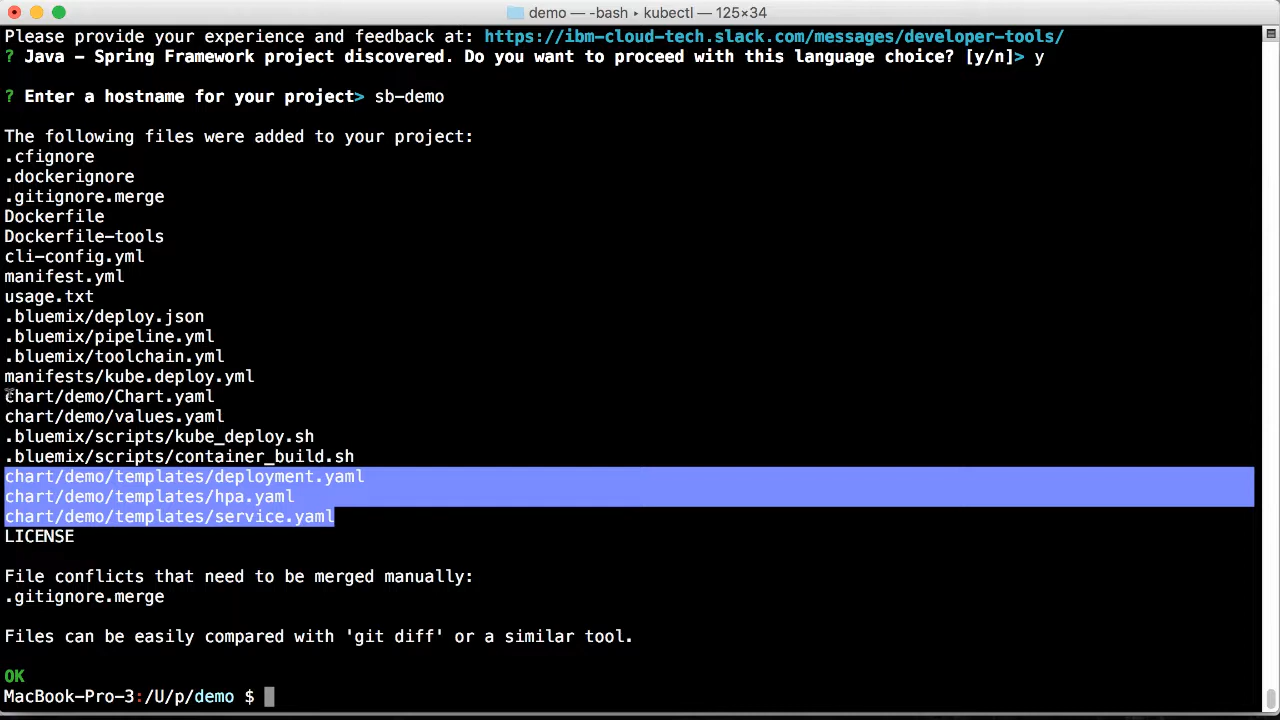 demo — -bash ▸ kubectl — 125×34
Please provide your experience and feedback at: https://ibm-cloud-tech.slack.com/messages/developer-tools/
? Java - Spring Framework project discovered. Do you want to proceed with this language choice? [y/n]> y
? Enter a hostname for your project> sb-demo
The following files were added to your project:
.cfignore
.dockerignore
.gitignore.merge
Dockerfile
Dockerfile-tools
cli-config.yml
manifest.yml
usage.txt
.bluemix/deploy.json
.bluemix/pipeline.yml
.bluemix/toolchain.yml
manifests/kube.deploy.yml
chart/demo/Chart.yaml
chart/demo/values.yaml
.bluemix/scripts/kube_deploy.sh
.bluemix/scripts/container_build.sh
chart/demo/templates/deployment.yaml
chart/demo/templates/hpa.yaml
chart/demo/templates/service.yaml
LICENSE
File conflicts that need to be merged manually:
.gitignore.merge
Files can be easily compared with 'git diff' or a similar tool.
OK
MacBook-Pro-3:/U/p/demo $